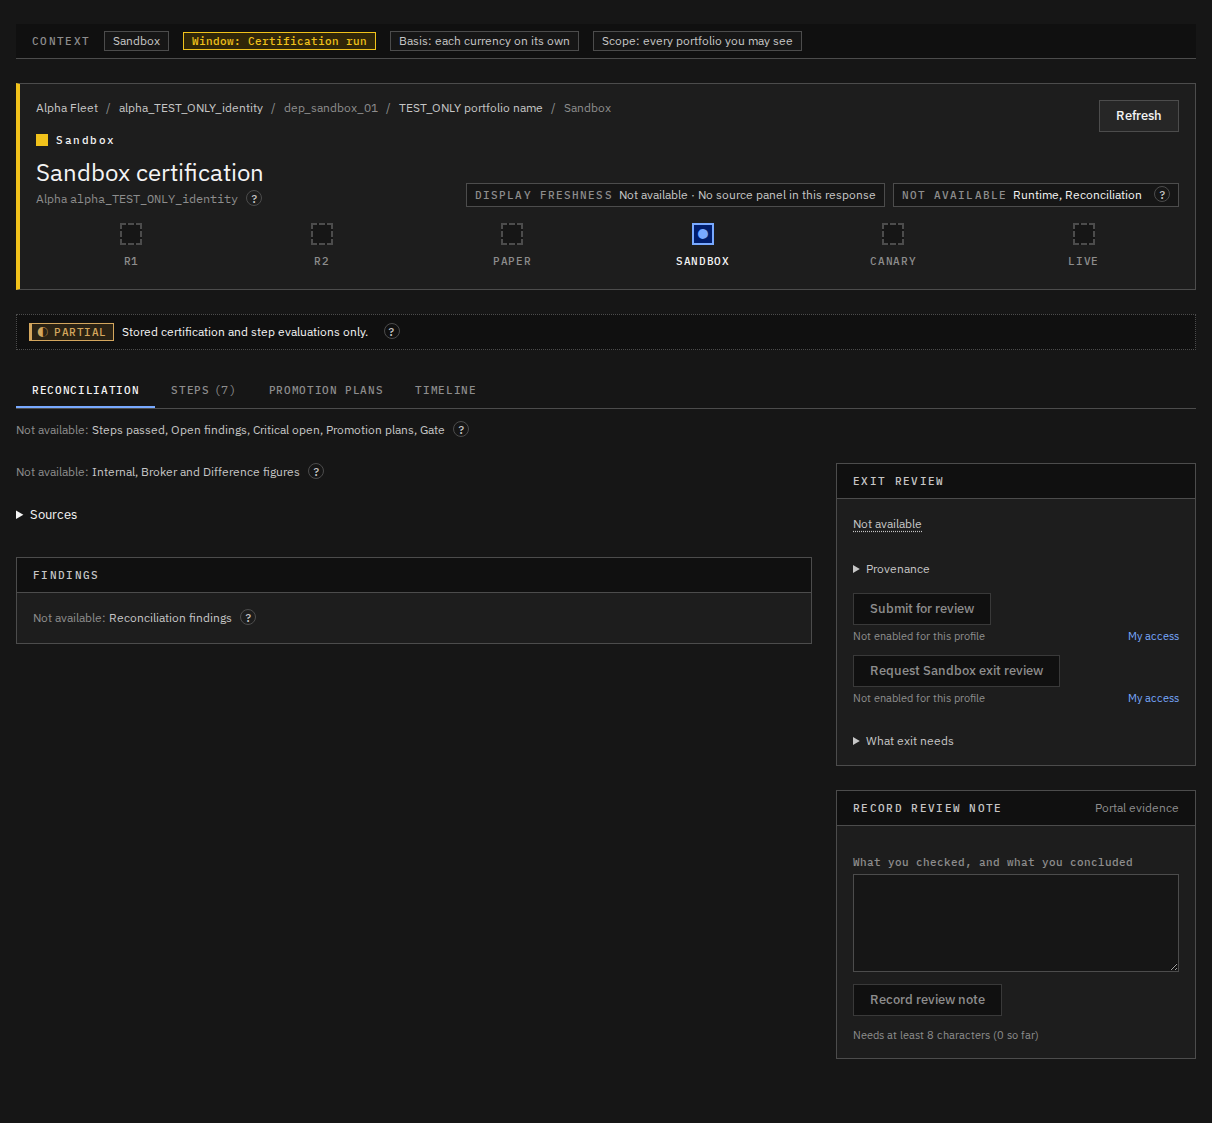 CONTEXT Sandbox Window: Certification run Basis: each currency on its own Scope: every portfolio you may see
Alpha Fleet / alpha_TEST_ONLY_identity / dep_sandbox_01 / TEST_ONLY portfolio name / Sandbox
Refresh
Sandbox
Sandbox certification
Alpha alpha_TEST_ONLY_identity ?
DISPLAY FRESHNESS Not available · No source panel in this response
NOT AVAILABLE Runtime, Reconciliation ?
R1 R2 PAPER SANDBOX CANARY LIVE
PARTIAL Stored certification and step evaluations only. ?
RECONCILIATION STEPS (7) PROMOTION PLANS TIMELINE
Not available: Steps passed, Open findings, Critical open, Promotion plans, Gate ?
Not available: Internal, Broker and Difference figures ?
Sources
FINDINGS
Not available: Reconciliation findings ?
EXIT REVIEW
Not available
Provenance
Submit for review
Not enabled for this profile My access
Request Sandbox exit review
Not enabled for this profile My access
What exit needs
RECORD REVIEW NOTE Portal evidence
What you checked, and what you concluded
Record review note
Needs at least 8 characters (0 so far)